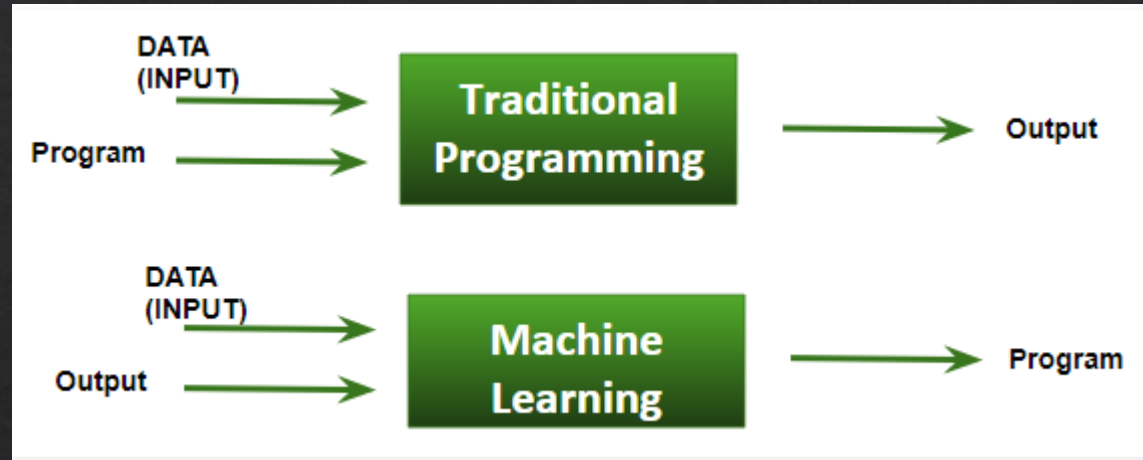 DATA
(INPUT)
Program
Traditional
Programming
Output
DATA
(INPUT)
Output
Machine
Learning
Program